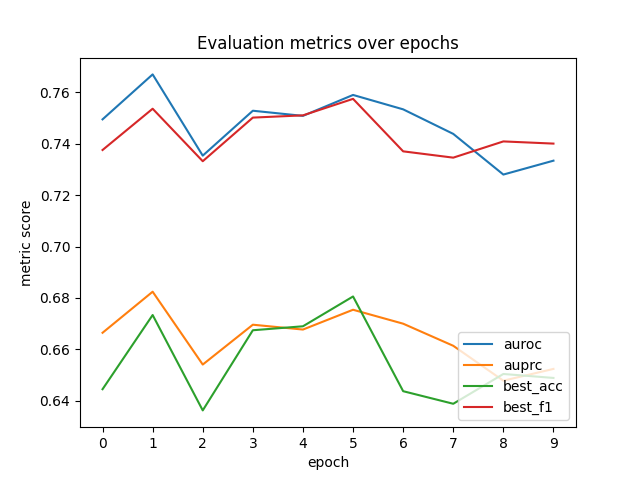 Evaluation metrics over epochs
metric score
0.76
0.74
0.72
0.70
0.68
0.66
0.64
auroc
auprc
best_acc
best_f1
0 1 2 3 4 5 6 7 8 9
epoch